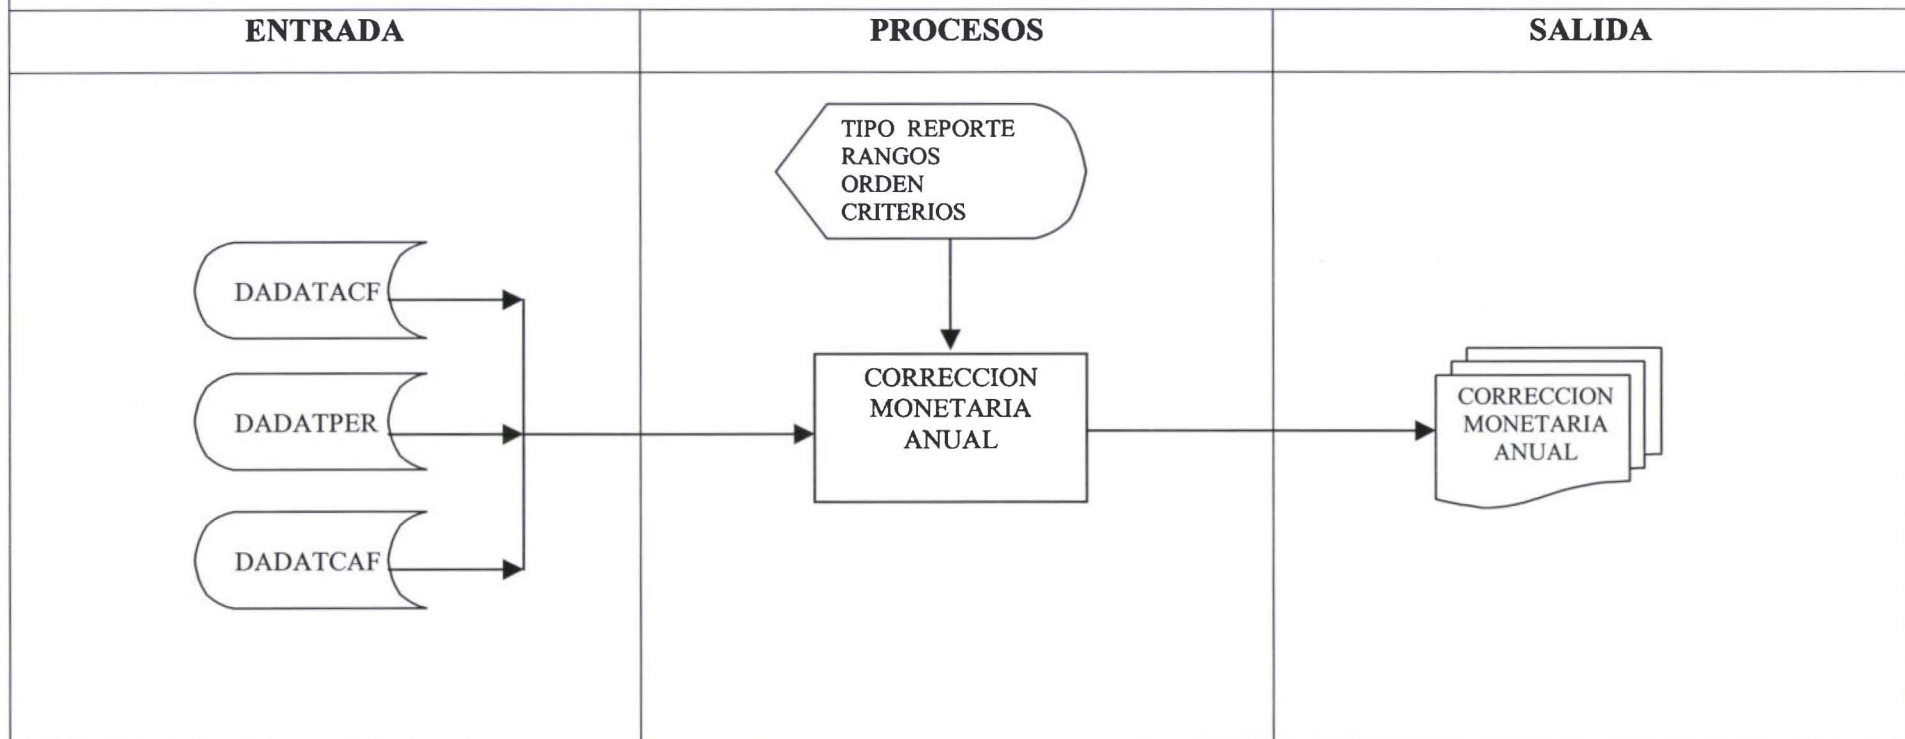 ENTRADA
PROCESOS
SALIDA
TIPO REPORTE
RANGOS
ORDEN
CRITERIOS
DADATACF
DADATPER
DADATCAF
CORRECCION
MONETARIA
ANUAL
CORRECCION
MONETARIA
ANUAL